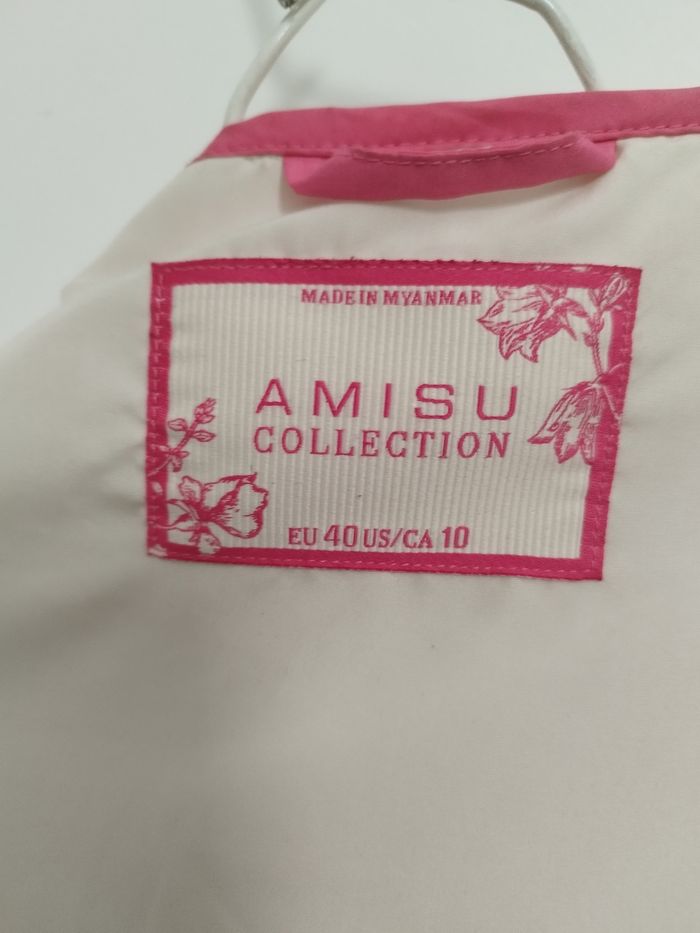 MADE IN MYANMAR
AMISU
COLLECTION
EU 40 US/CA 10